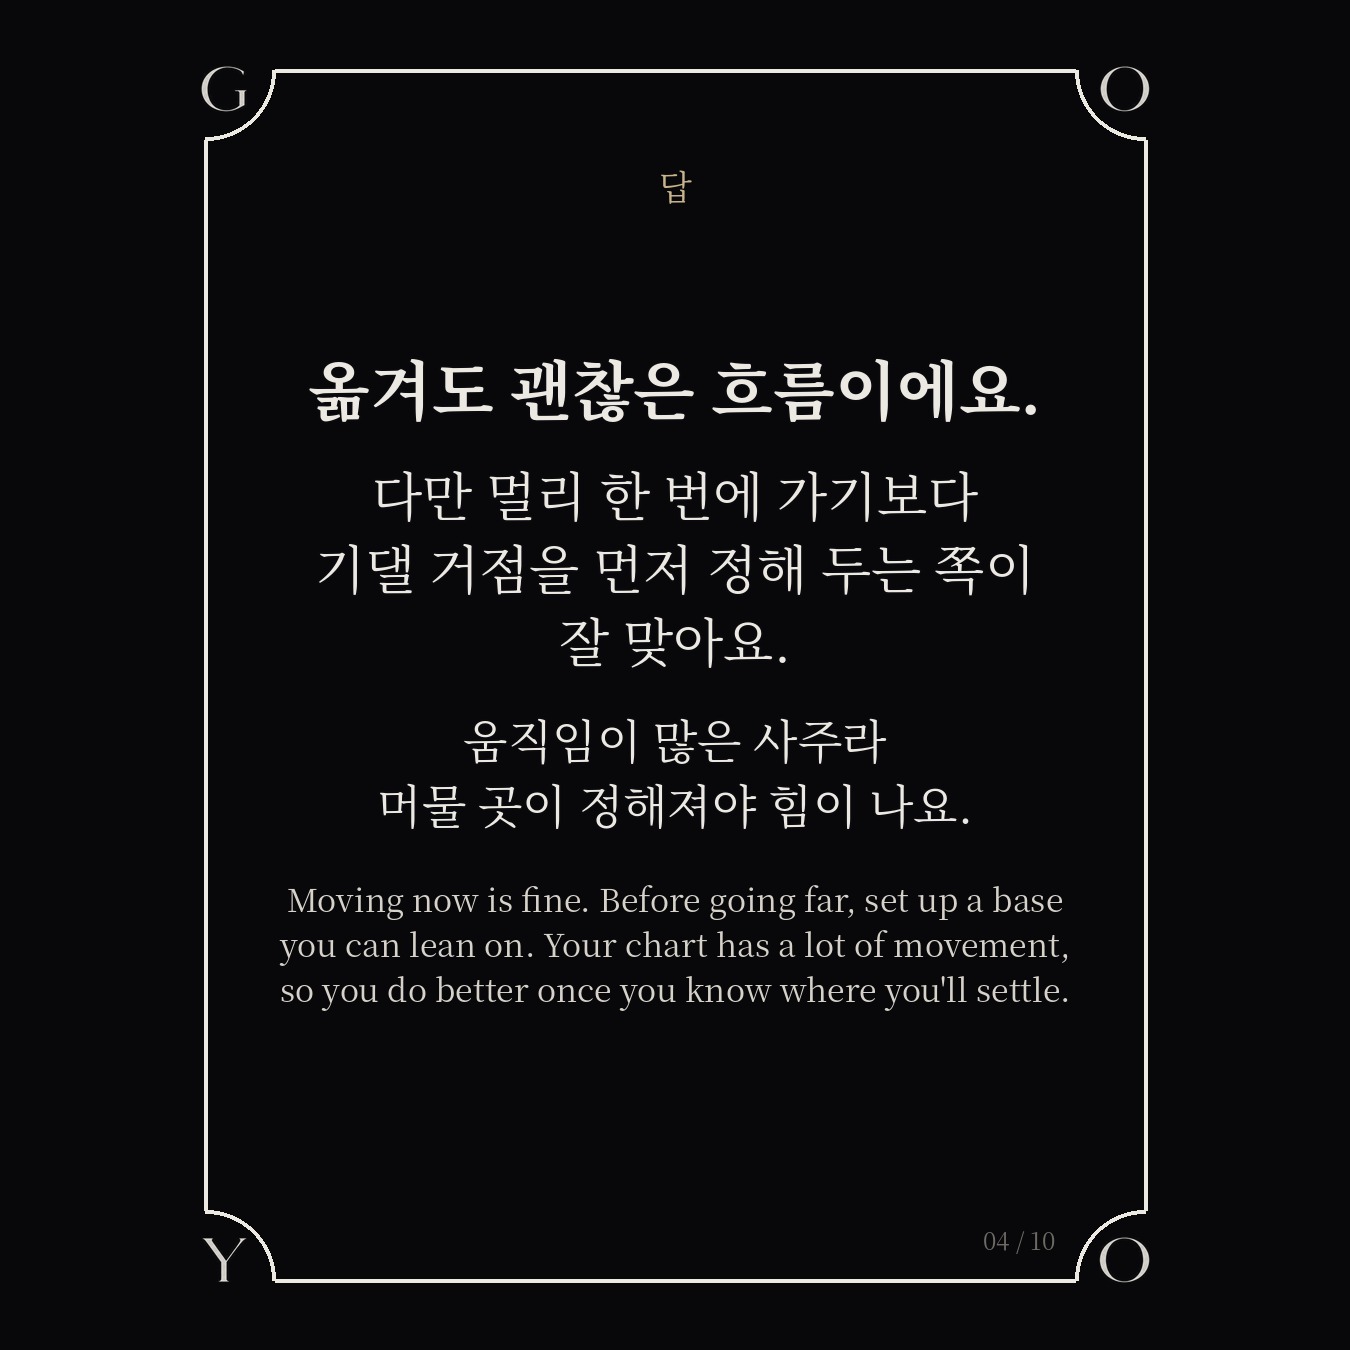 G
O
답
옮겨도 괜찮은 흐름이에요.
다만 멀리 한 번에 가기보다
기댈 거점을 먼저 정해 두는 쪽이
잘 맞아요.
움직임이 많은 사주라
머물 곳이 정해져야 힘이 나요.
Moving now is fine. Before going far, set up a base
you can lean on. Your chart has a lot of movement,
so you do better once you know where you'll settle.
04 / 10
Y
O